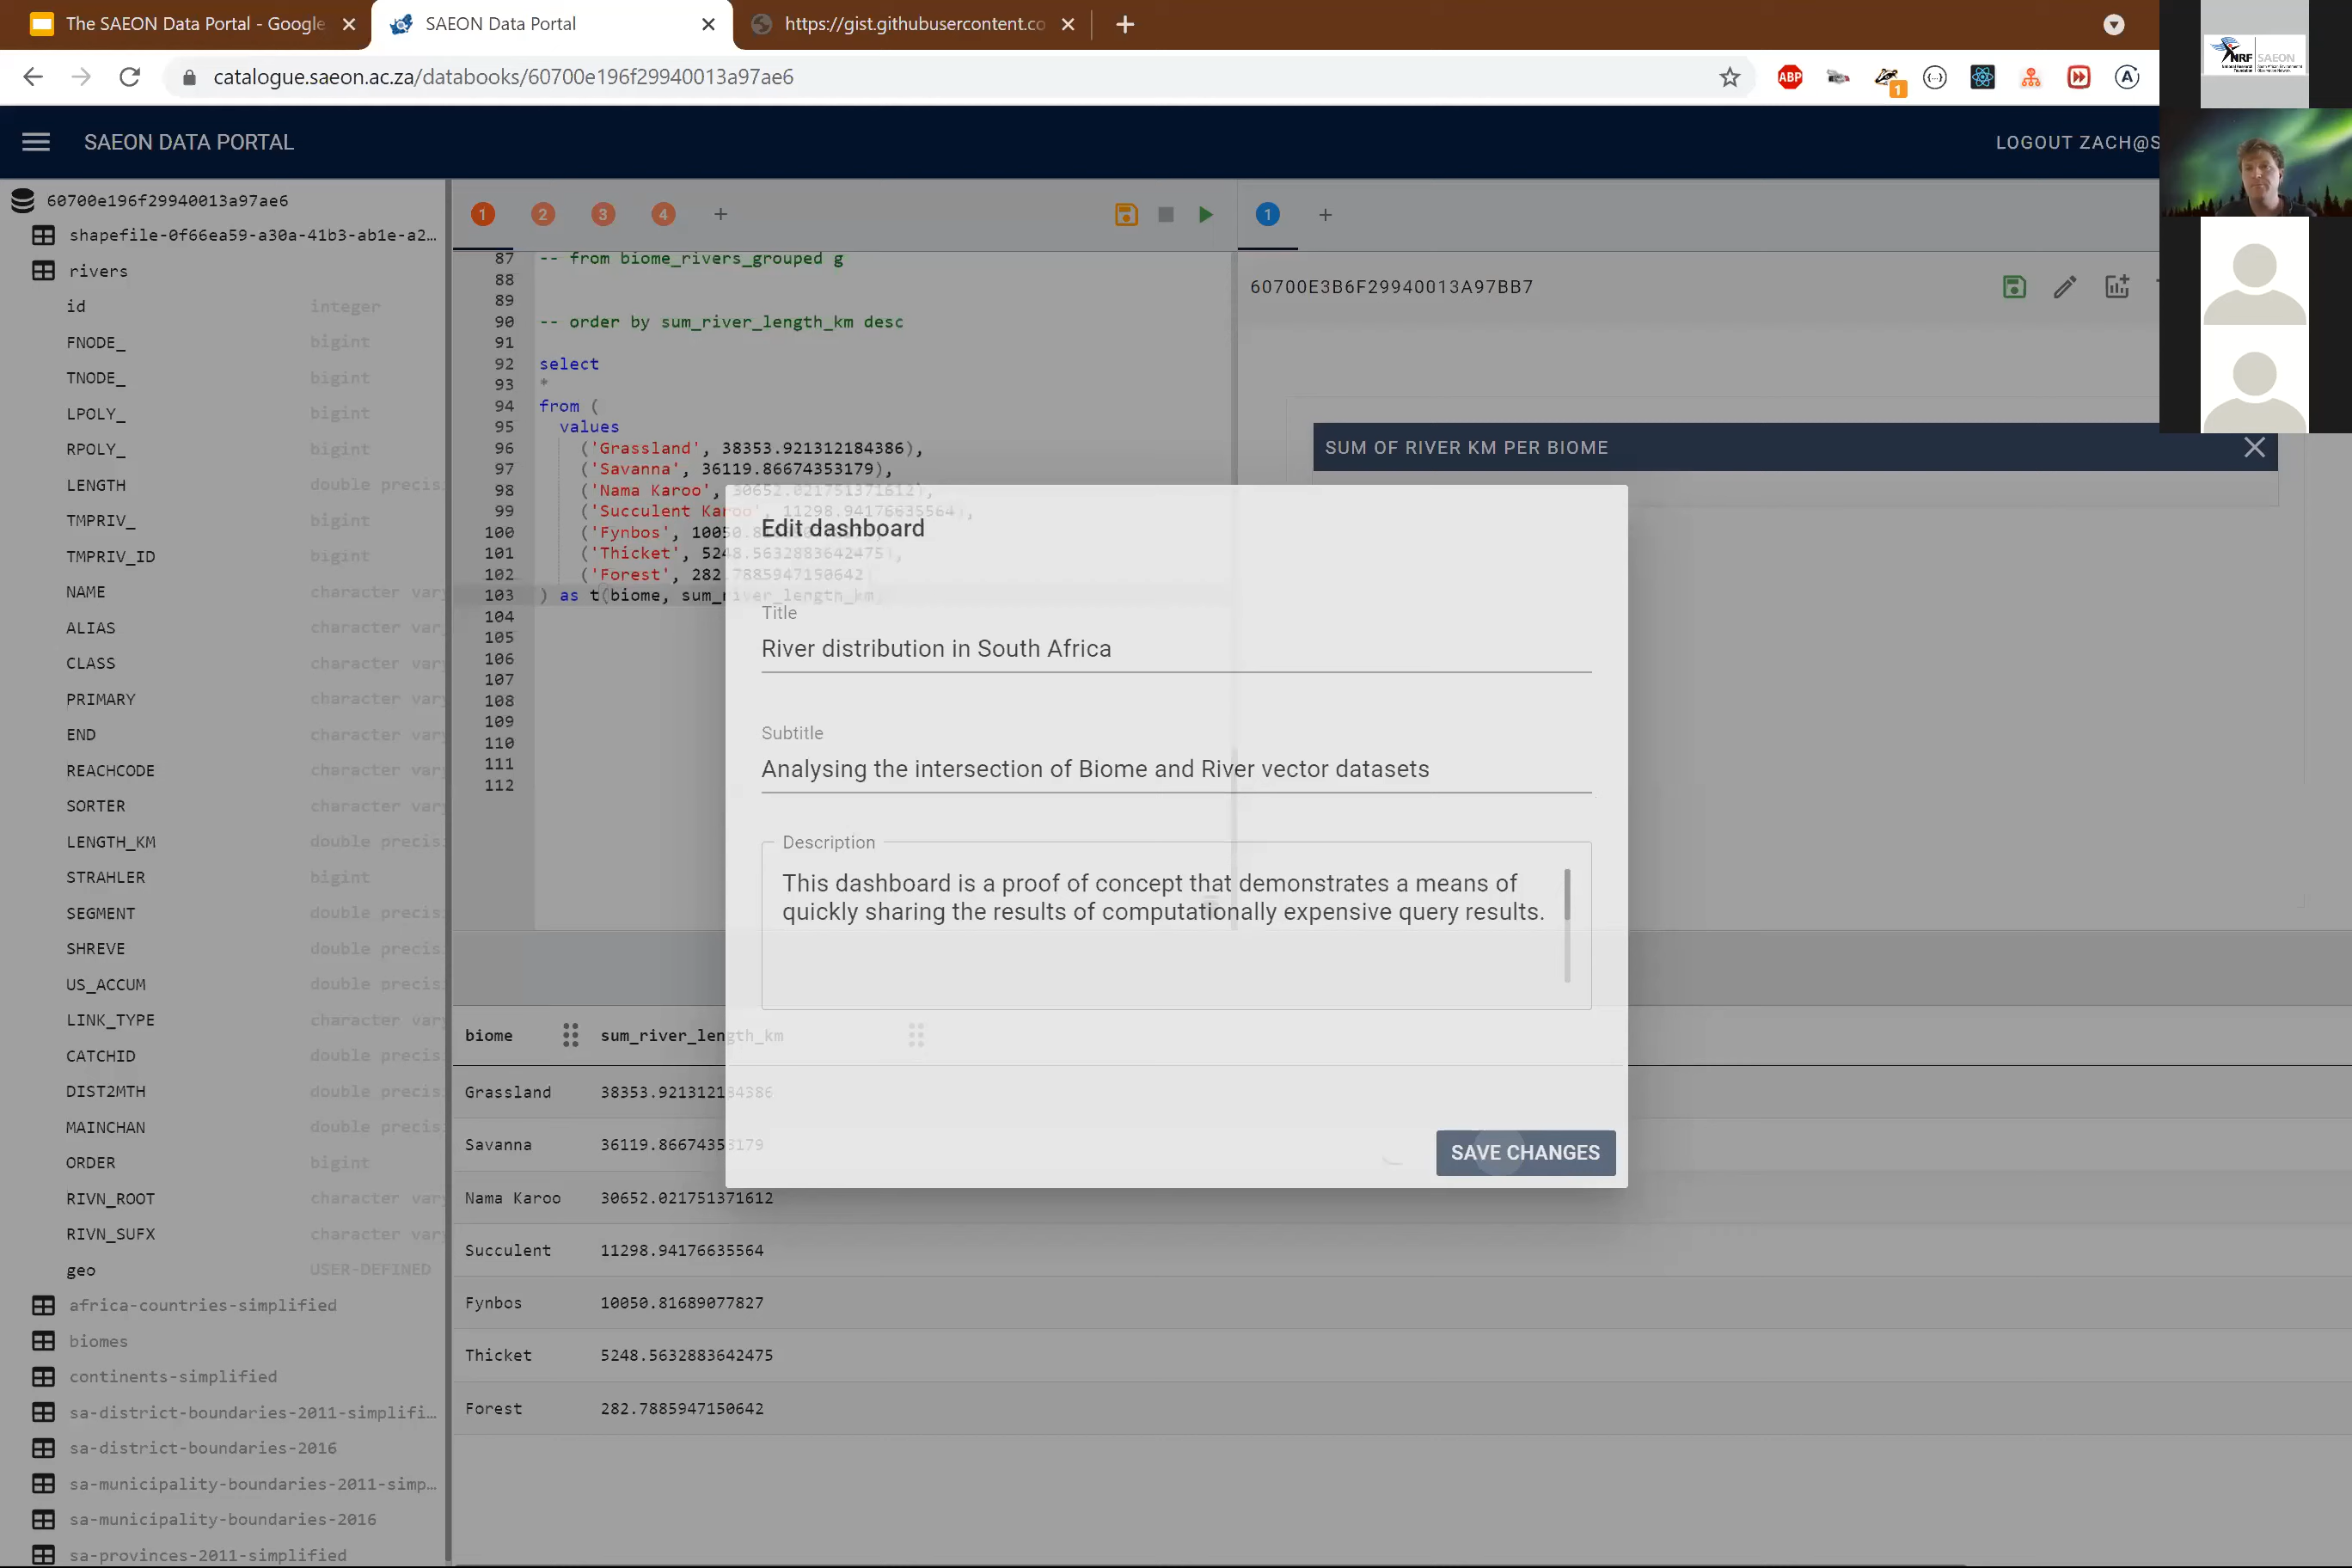 The SAEON Data Portal - Google
SAEON Data Portal
https://gist.githubusercontent.co
catalogue.saeon.ac.za/databooks/60700e196f29940013a97ae6
ABP
1
NRF SAEON
SAEON DATA PORTAL
LOGOUT ZACH@S
60700e196f29940013a97ae6
shapefile-0f66ea59-a30a-41b3-ab1e-a2...
rivers
id integer
FNODE_ bigint
TNODE_ bigint
LPOLY_ bigint
RPOLY_ bigint
LENGTH double precis
TMPRIV_ bigint
TMPRIV_ID bigint
NAME character var
ALIAS character var
CLASS character var
PRIMARY character var
END character var
REACHCODE character var
SORTER character var
LENGTH_KM double precis
STRAHLER bigint
SEGMENT double precis
SHREVE double precis
US_ACCUM double precis
LINK_TYPE character var
CATCHID double precis
DIST2MTH double precis
MAINCHAN double precis
ORDER bigint
RIVN_ROOT character var
RIVN_SUFX character var
geo USER-DEFINED
africa-countries-simplified
biomes
continents-simplified
sa-district-boundaries-2011-simplifi...
sa-district-boundaries-2016
sa-municipality-boundaries-2011-simp...
sa-municipality-boundaries-2016
sa-provinces-2011-simplified
1 2 3 4 +
87 -- from biome_rivers_grouped g
88
89
90 -- order by sum_river_length_km desc
91
92 select
93 *
94 from (
95 values
96 ('Grassland', 38353.921312184386),
97 ('Savanna', 36119.86674353179),
98 ('Nama Karoo', 30652.021751371612),
99 ('Succulent Karoo', 11298.94176635564),
100 ('Fynbos', 10050.81689077827),
101 ('Thicket', 5248.5632883642475),
102 ('Forest', 282.7885947150642)
103 ) as t(biome, sum_river_length_km)
104
105
106
107
108
109
110
111
112
1 +
60700E3B6F29940013A97BB7
SUM OF RIVER KM PER BIOME
Edit dashboard
Title
River distribution in South Africa
Subtitle
Analysing the intersection of Biome and River vector datasets
Description
This dashboard is a proof of concept that demonstrates a means of
quickly sharing the results of computationally expensive query results.
SAVE CHANGES
biome sum_river_length_km
Grassland 38353.921312184386
Savanna 36119.86674353179
Nama Karoo 30652.021751371612
Succulent 11298.94176635564
Fynbos 10050.81689077827
Thicket 5248.5632883642475
Forest 282.7885947150642